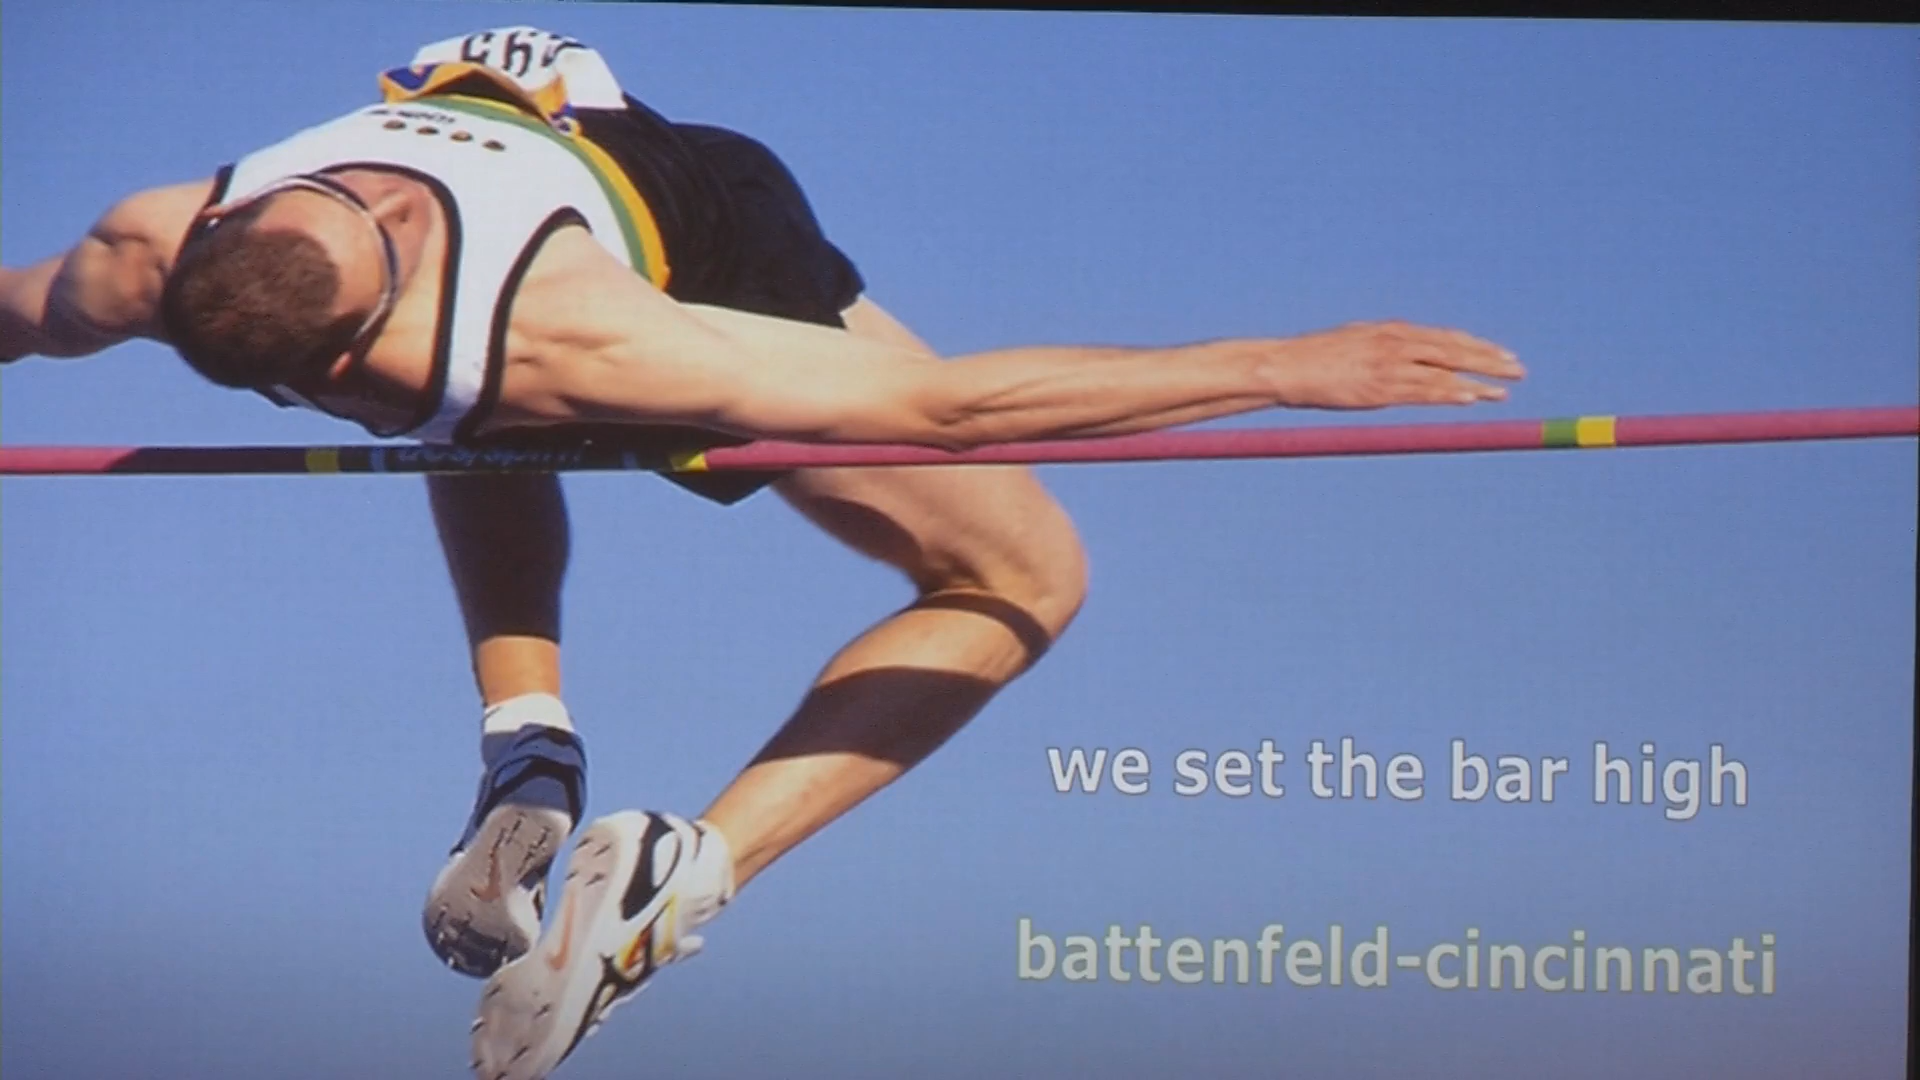 we set the bar high
battenfeld-cincinnati